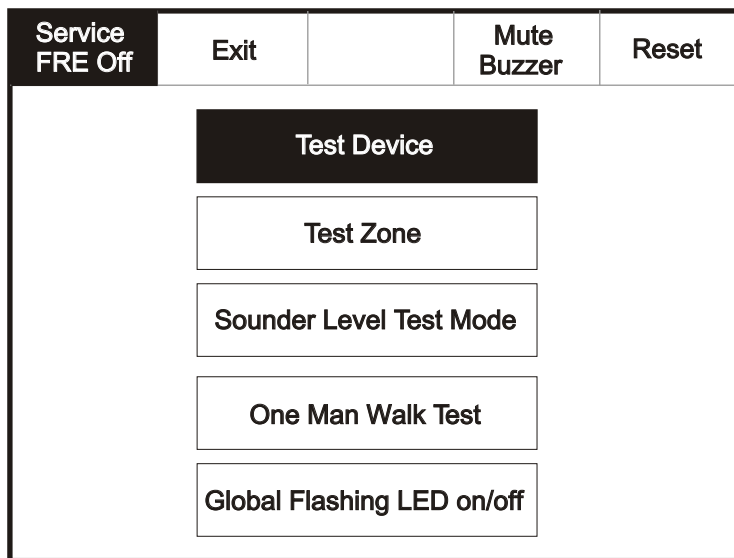 Service
FRE Off
Exit
Mute
Buzzer
Reset
Test Device
Test Zone
Sounder Level Test Mode
One Man Walk Test
Global Flashing LED on/off